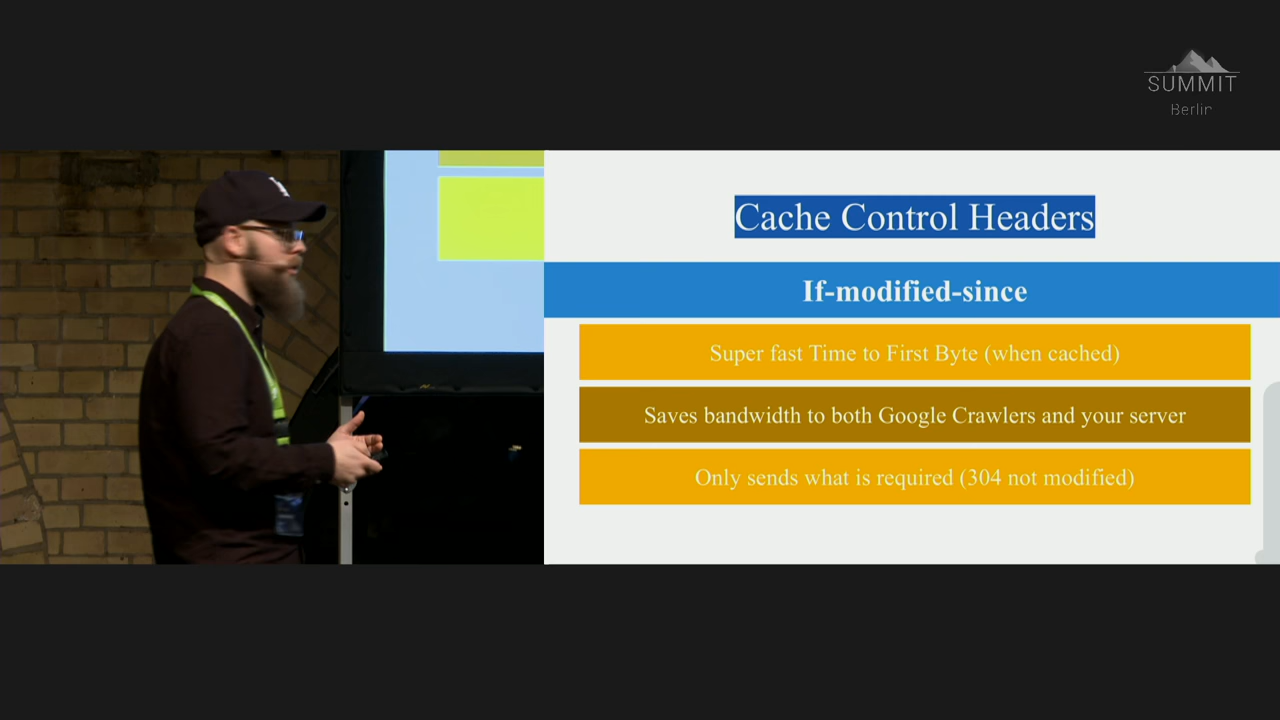 SUMMIT
Berlin
Cache Control Headers
If-modified-since
Super fast Time to First Byte (when cached)
Saves bandwidth to both Google Crawlers and your server
Only sends what is required (304 not modified)